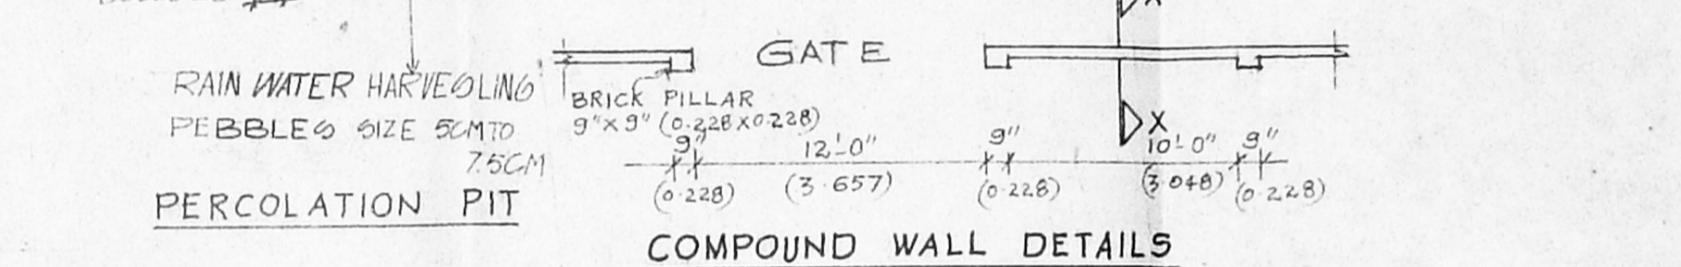 X
GATE
RAIN WATER HARVESLING
PEBBLES SIZE 5CM TO
7.5CM
PERCOLATION PIT
BRICK PILLAR
9"X9" (0.228X0.228)
X
9" 12'-0" 9" 10'-0" 9"
(0.228) (3.657) (0.228) (3.048) (0.228)
COMPOUND WALL DETAILS